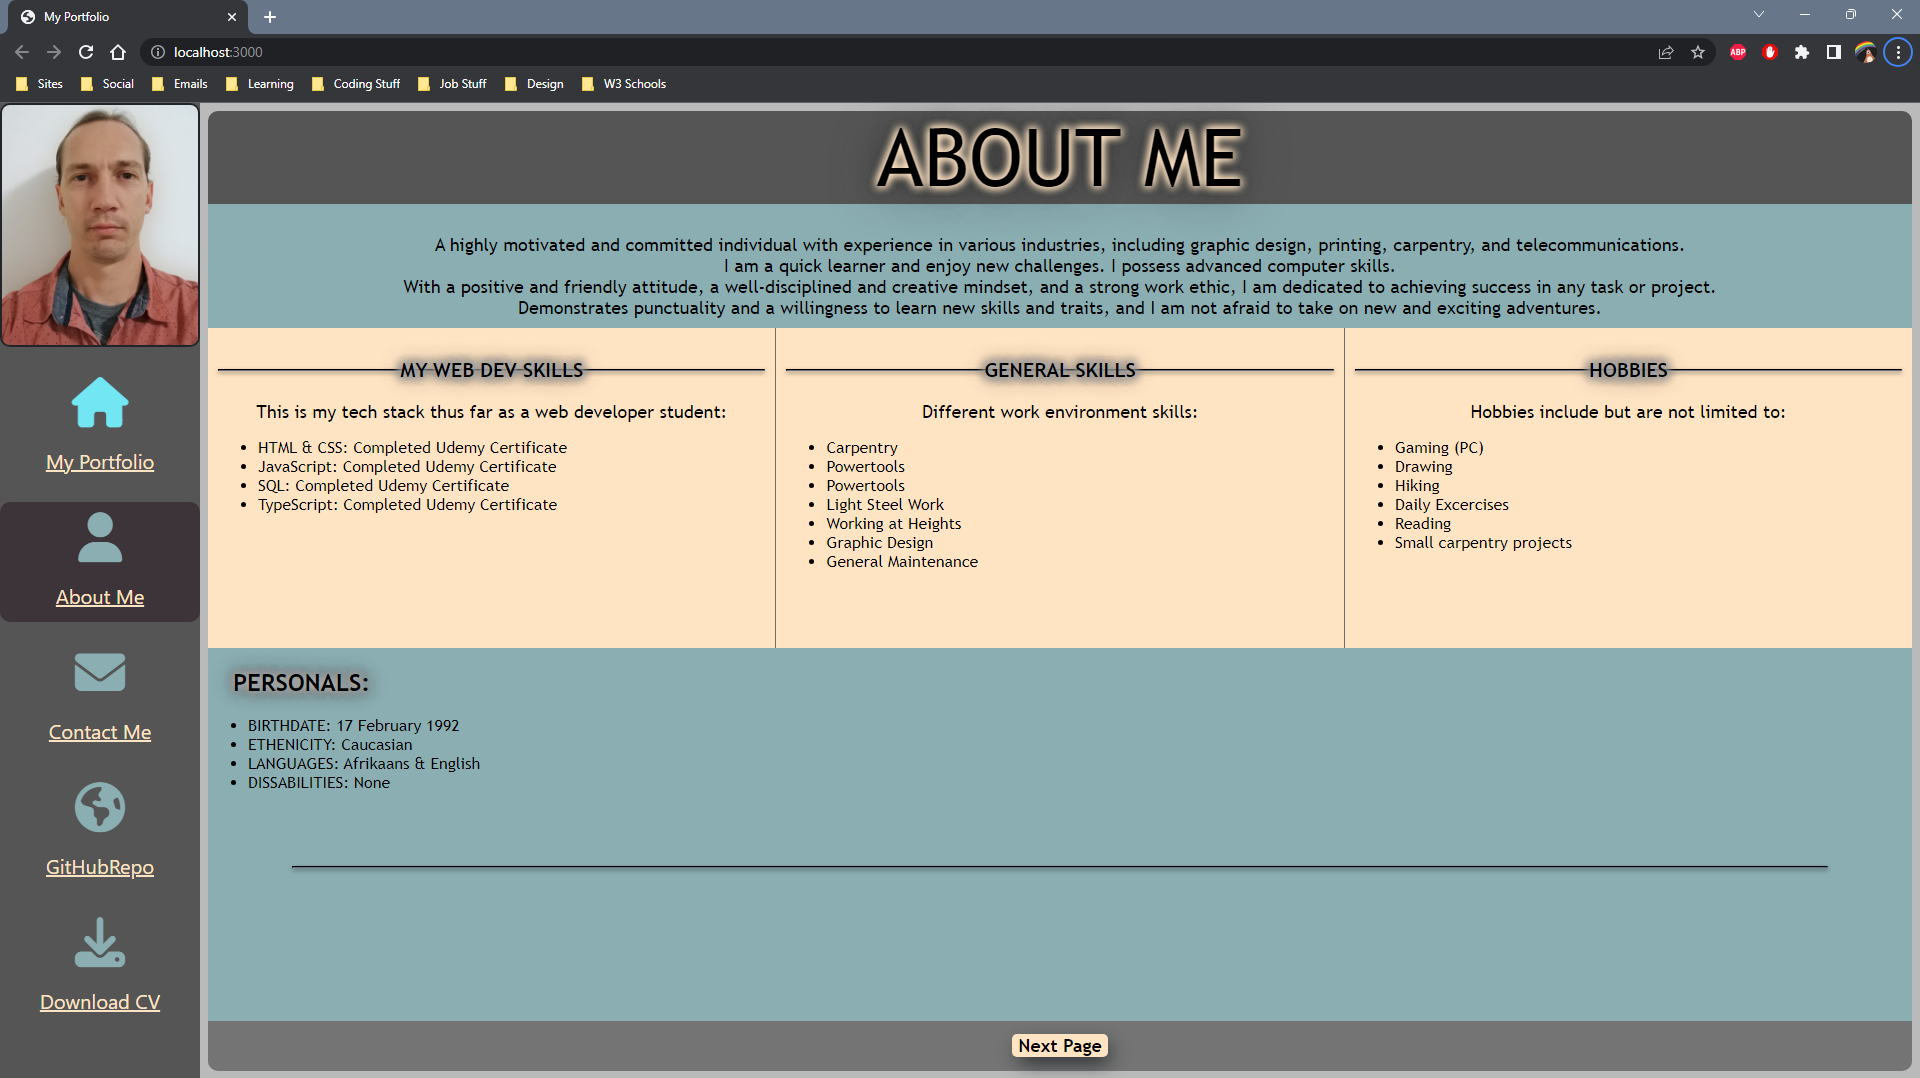 My Portfolio
localhost:3000
ABP
Sites
Social
Emails
Learning
Coding Stuff
Job Stuff
Design
W3 Schools
My Portfolio
About Me
Contact Me
GitHubRepo
Download CV
ABOUT ME
A highly motivated and committed individual with experience in various industries, including graphic design, printing, carpentry, and telecommunications.
I am a quick learner and enjoy new challenges. I possess advanced computer skills.
With a positive and friendly attitude, a well-disciplined and creative mindset, and a strong work ethic, I am dedicated to achieving success in any task or project.
Demonstrates punctuality and a willingness to learn new skills and traits, and I am not afraid to take on new and exciting adventures.
MY WEB DEV SKILLS
This is my tech stack thus far as a web developer student:
HTML & CSS: Completed Udemy Certificate
JavaScript: Completed Udemy Certificate
SQL: Completed Udemy Certificate
TypeScript: Completed Udemy Certificate
GENERAL SKILLS
Different work environment skills:
Carpentry
Powertools
Powertools
Light Steel Work
Working at Heights
Graphic Design
General Maintenance
HOBBIES
Hobbies include but are not limited to:
Gaming (PC)
Drawing
Hiking
Daily Excercises
Reading
Small carpentry projects
PERSONALS:
BIRTHDATE: 17 February 1992
ETHENICITY: Caucasian
LANGUAGES: Afrikaans & English
DISSABILITIES: None
Next Page